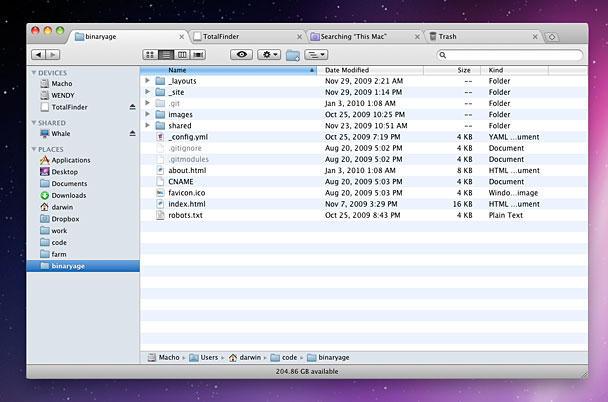 binaryage
TotalFinder
Searching "This Mac"
Trash
DEVICES
Macho
WENDY
TotalFinder
SHARED
Whale
PLACES
Applications
Desktop
Documents
Downloads
darwin
Dropbox
work
code
farm
binaryage
Name Date Modified Size Kind
_layouts Nov 29, 2009 2:21 AM -- Folder
_site Nov 29, 2009 1:14 PM -- Folder
.git Jan 3, 2010 1:08 AM -- Folder
images Oct 25, 2009 10:25 PM -- Folder
shared Nov 23, 2009 10:51 AM -- Folder
_config.yml Oct 25, 2009 7:19 PM 4 KB YAML ...ument
.gitignore Aug 20, 2009 5:02 PM 4 KB Document
.gitmodules Aug 20, 2009 5:02 PM 4 KB Document
about.html Jan 3, 2010 1:08 AM 8 KB HTML ...ument
CNAME Aug 20, 2009 5:03 PM 4 KB Document
favicon.ico Aug 20, 2009 5:03 PM 4 KB Windo...image
index.html Nov 7, 2009 3:29 PM 16 KB HTML ...ument
robots.txt Oct 25, 2009 8:43 PM 4 KB Plain Text
Macho Users darwin code binaryage
204.86 GB available